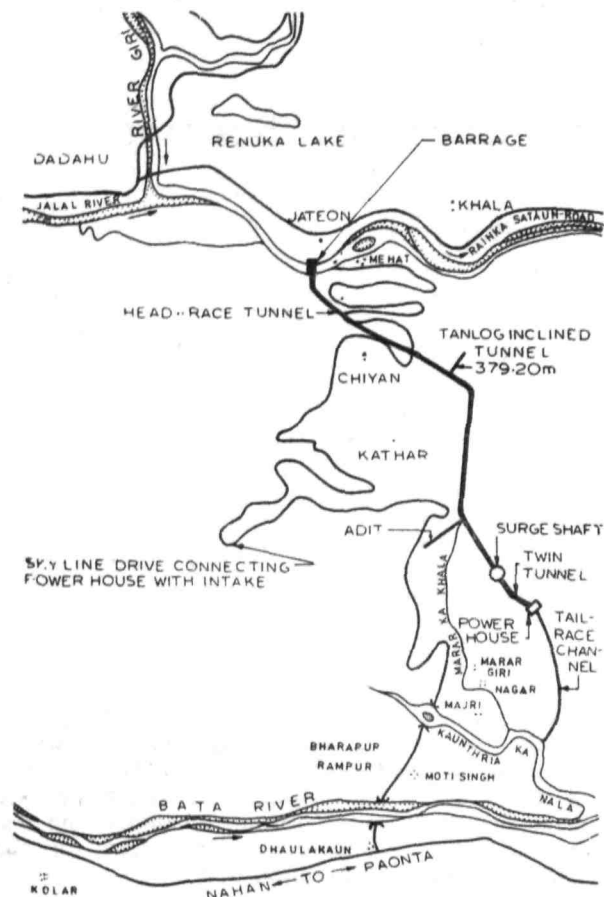 RIVER GIRI
RENUKA LAKE
BARRAGE
DADAHU
JALAL RIVER
KHALA
JATEON
RAINKA SATAUN-ROAD
MEHAT
HEAD-RACE TUNNEL
TANLOG INCLINED
TUNNEL
379.20m
CHIYAN
KATHAR
ADIT
SURGE SHAFT
SKY LINE DRIVE CONNECTING
POWER HOUSE WITH INTAKE
TWIN
TUNNEL
MARAR KA KHALA
POWER
HOUSE
TAIL-
RACE
CHAN-
NEL
MARAR
GIRI
NAGAR
MAJRI
KAUNTHRIA KA NALA
BHARAPUR
RAMPUR
MOTI SINGH
BATA RIVER
DHAULAKAUN
KOLAR
NAHAN TO PAONTA